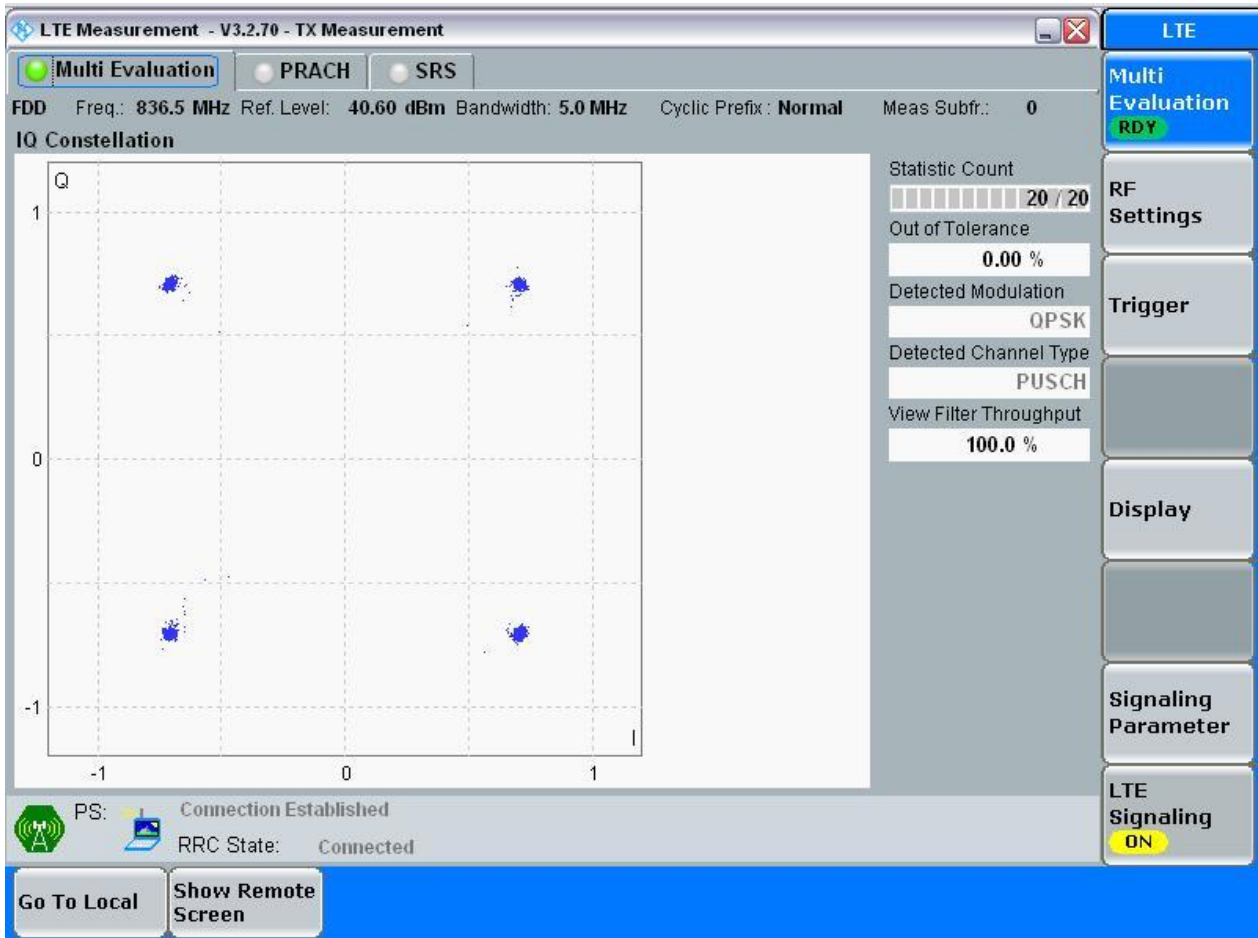 LTE Measurement - V3.2.70 - TX Measurement
LTE
Multi Evaluation
PRACH
SRS
FDD Freq.: 836.5 MHz Ref. Level: 40.60 dBm Bandwidth: 5.0 MHz Cyclic Prefix : Normal Meas Subfr.: 0
IQ Constellation
Q
1
0
-1
I
-1 0 1
Statistic Count
20 / 20
Out of Tolerance
0.00 %
Detected Modulation
QPSK
Detected Channel Type
PUSCH
View Filter Throughput
100.0 %
Multi
Evaluation
RDY
RF
Settings
Trigger
Display
Signaling
Parameter
LTE
Signaling
ON
PS: Connection Established
RRC State: Connected
Go To Local
Show Remote
Screen